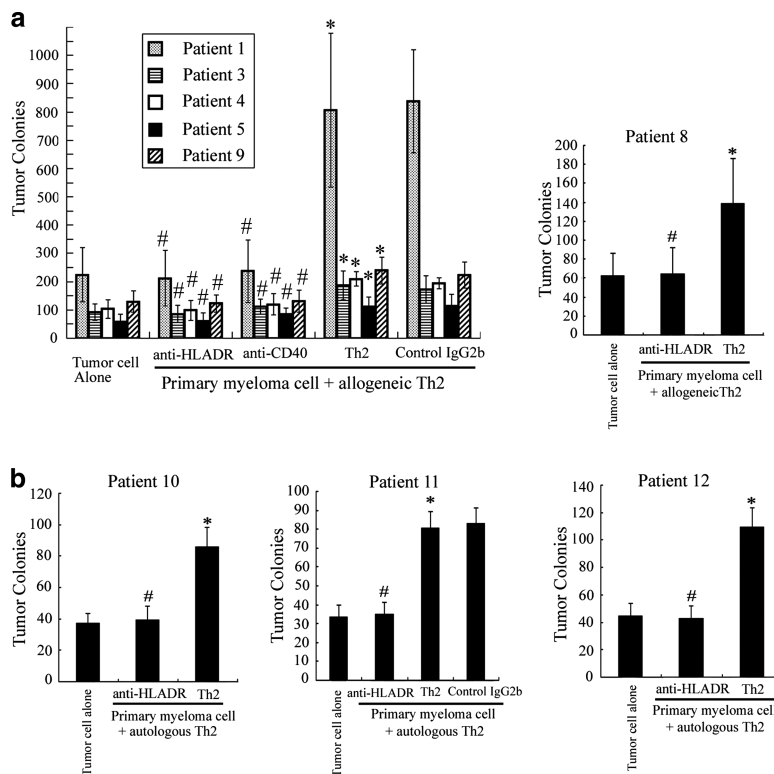 a
Tumor Colonies
1000
900
800
700
600
500
400
300
200
100
0
Patient 1
Patient 3
Patient 4
Patient 5
Patient 9
# # # # #
# # # # #
* * * * *
Tumor cell
Alone
anti-HLADR anti-CD40 Th2 Control IgG2b
Primary myeloma cell + allogeneic Th2
Patient 8
Tumor Colonies
200
180
160
140
120
100
80
60
40
20
0
#
*
Tumor cell alone
anti-HLADR Th2
Primary myeloma cell
+ allogeneicTh2
b
Patient 10
Tumor Colonies
120
100
80
60
40
20
0
#
*
Tumor cell alone
anti-HLADR Th2
Primary myeloma cell
+ autologous Th2
Patient 11
Tumor Colonies
100
90
80
70
60
50
40
30
20
10
0
#
*
Tumor cell alone
anti-HLADR Th2 Control IgG2b
Primary myeloma cell
+ autologous Th2
Patient 12
Tumor Colonies
140
120
100
80
60
40
20
0
#
*
Tumor cell alone
anti-HLADR Th2
Primary myeloma cel
+ autologous Th2